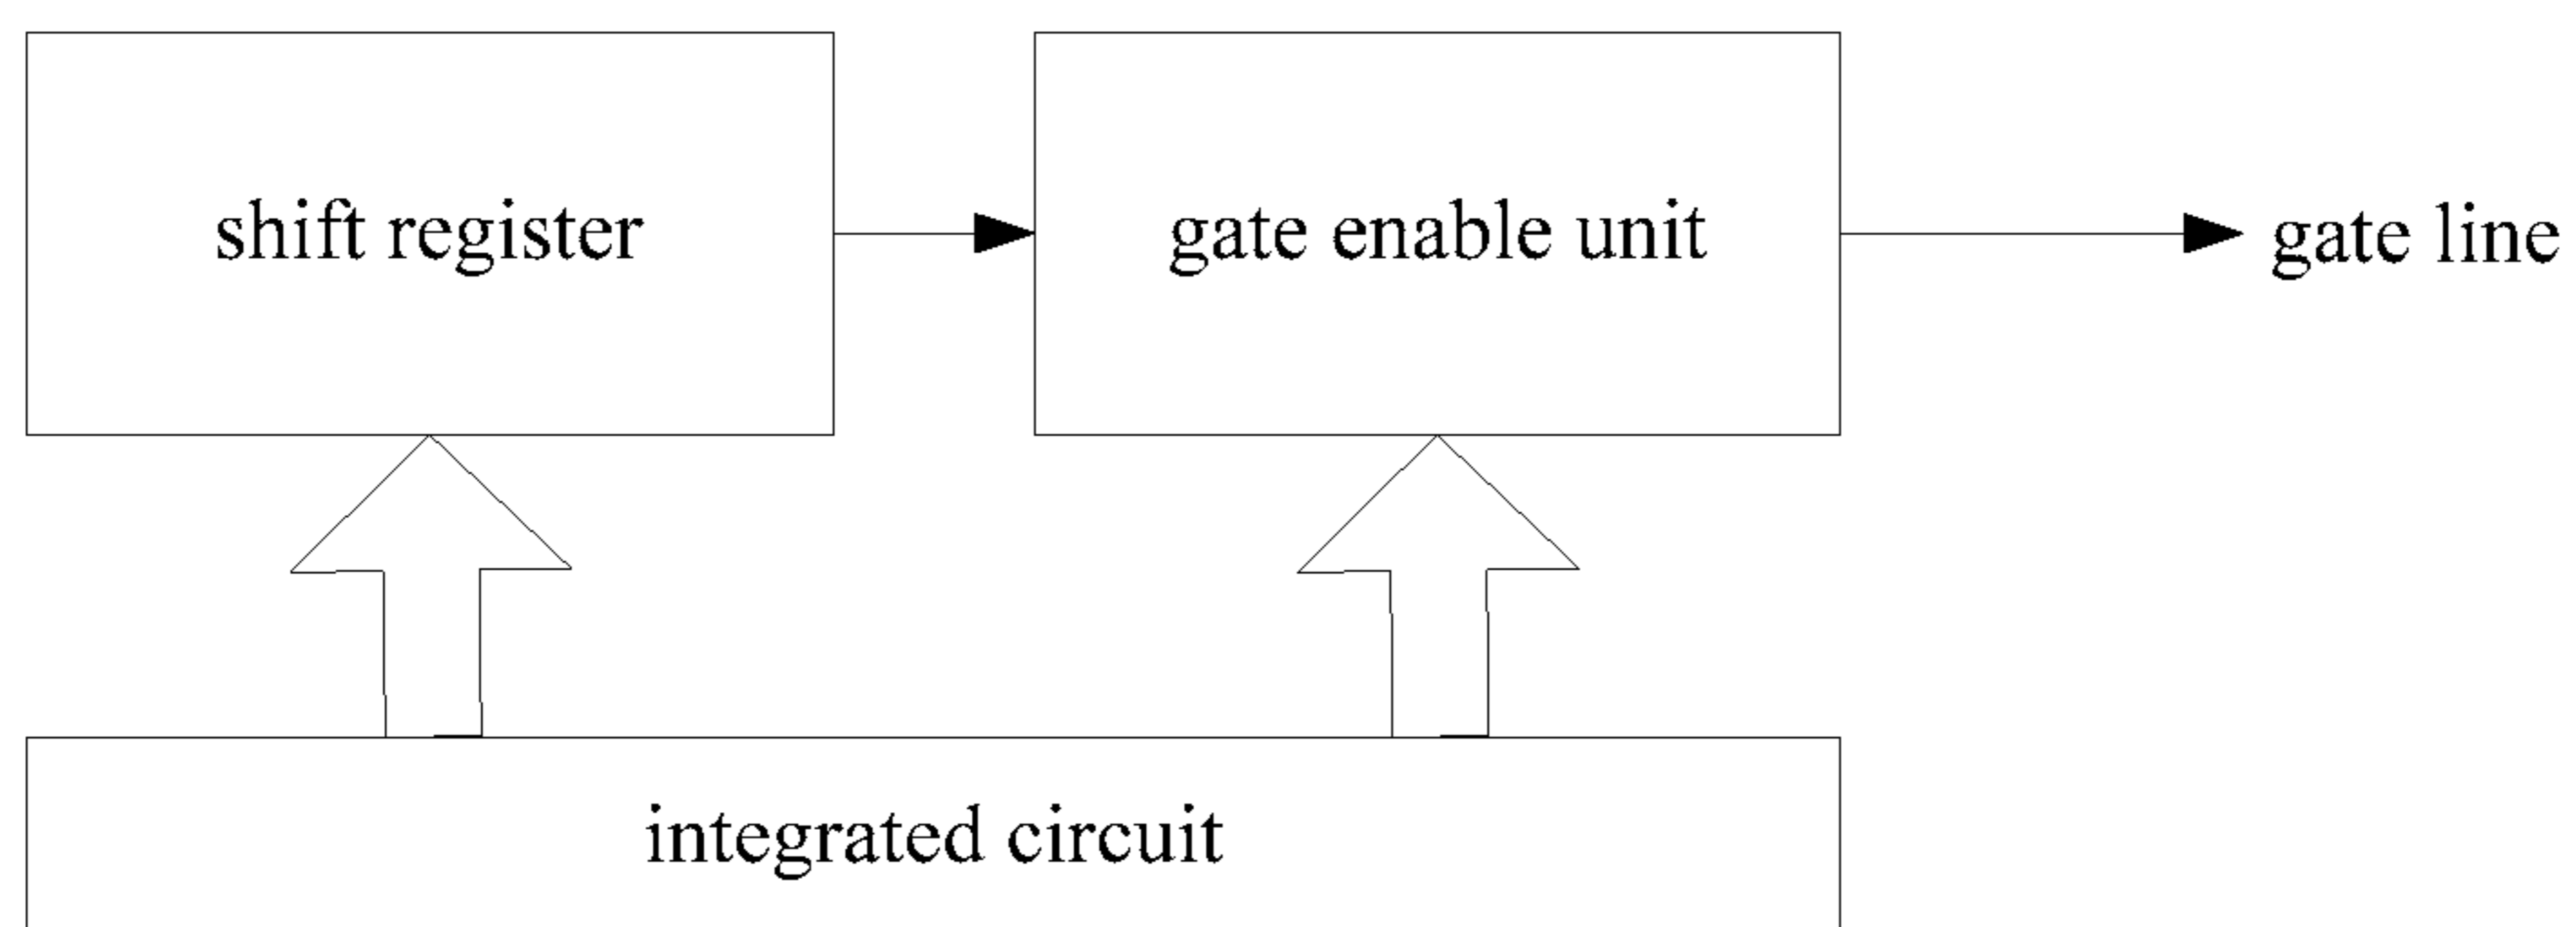 shift register
gate enable unit
gate line
integrated circuit